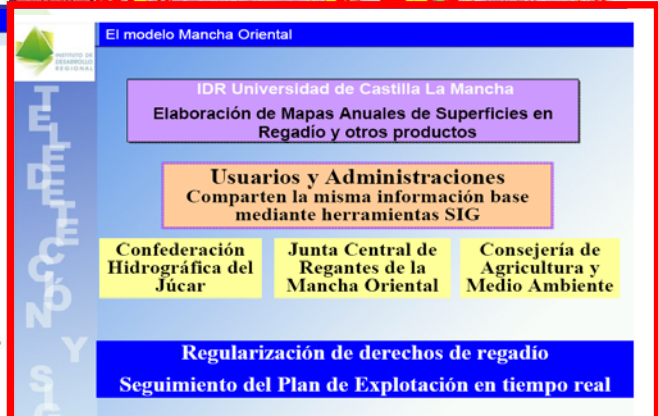 El modelo Mancha Oriental
INSTITUTO DE
DESARROLLO
REGIONAL
TELEDETECCIÓN Y SIG
IDR Universidad de Castilla La Mancha
Elaboración de Mapas Anuales de Superficies en
Regadío y otros productos
Usuarios y Administraciones
Comparten la misma información base
mediante herramientas SIG
Confederación
Hidrográfica del
Júcar
Junta Central de
Regantes de la
Mancha Oriental
Consejería de
Agricultura y
Medio Ambiente
Regularización de derechos de regadío
Seguimiento del Plan de Explotación en tiempo real